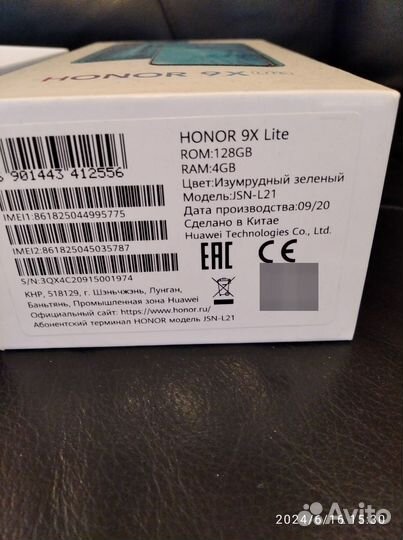 HONOR 9X (LITE)
901443 412556
IMEI1:861825044995775
IMEI2:861825045035787
S/N:3QX4C20915001974
HONOR 9X Lite
ROM:128GB
RAM:4GB
Цвет:Изумрудный зеленый
Модель:JSN-L21
Дата производства:09/20
Сделано в Китае
Huawei Technologies Co., Ltd.
EAC CE
КНР, 518129, г. Шэньчжэнь, Лунган,
Баньтянь, Промышленная зона Huawei
Официальный сайт: https://www.honor.ru/
Абонентский терминал HONOR модель JSN-L21
2024/6/16 15:30
Avito